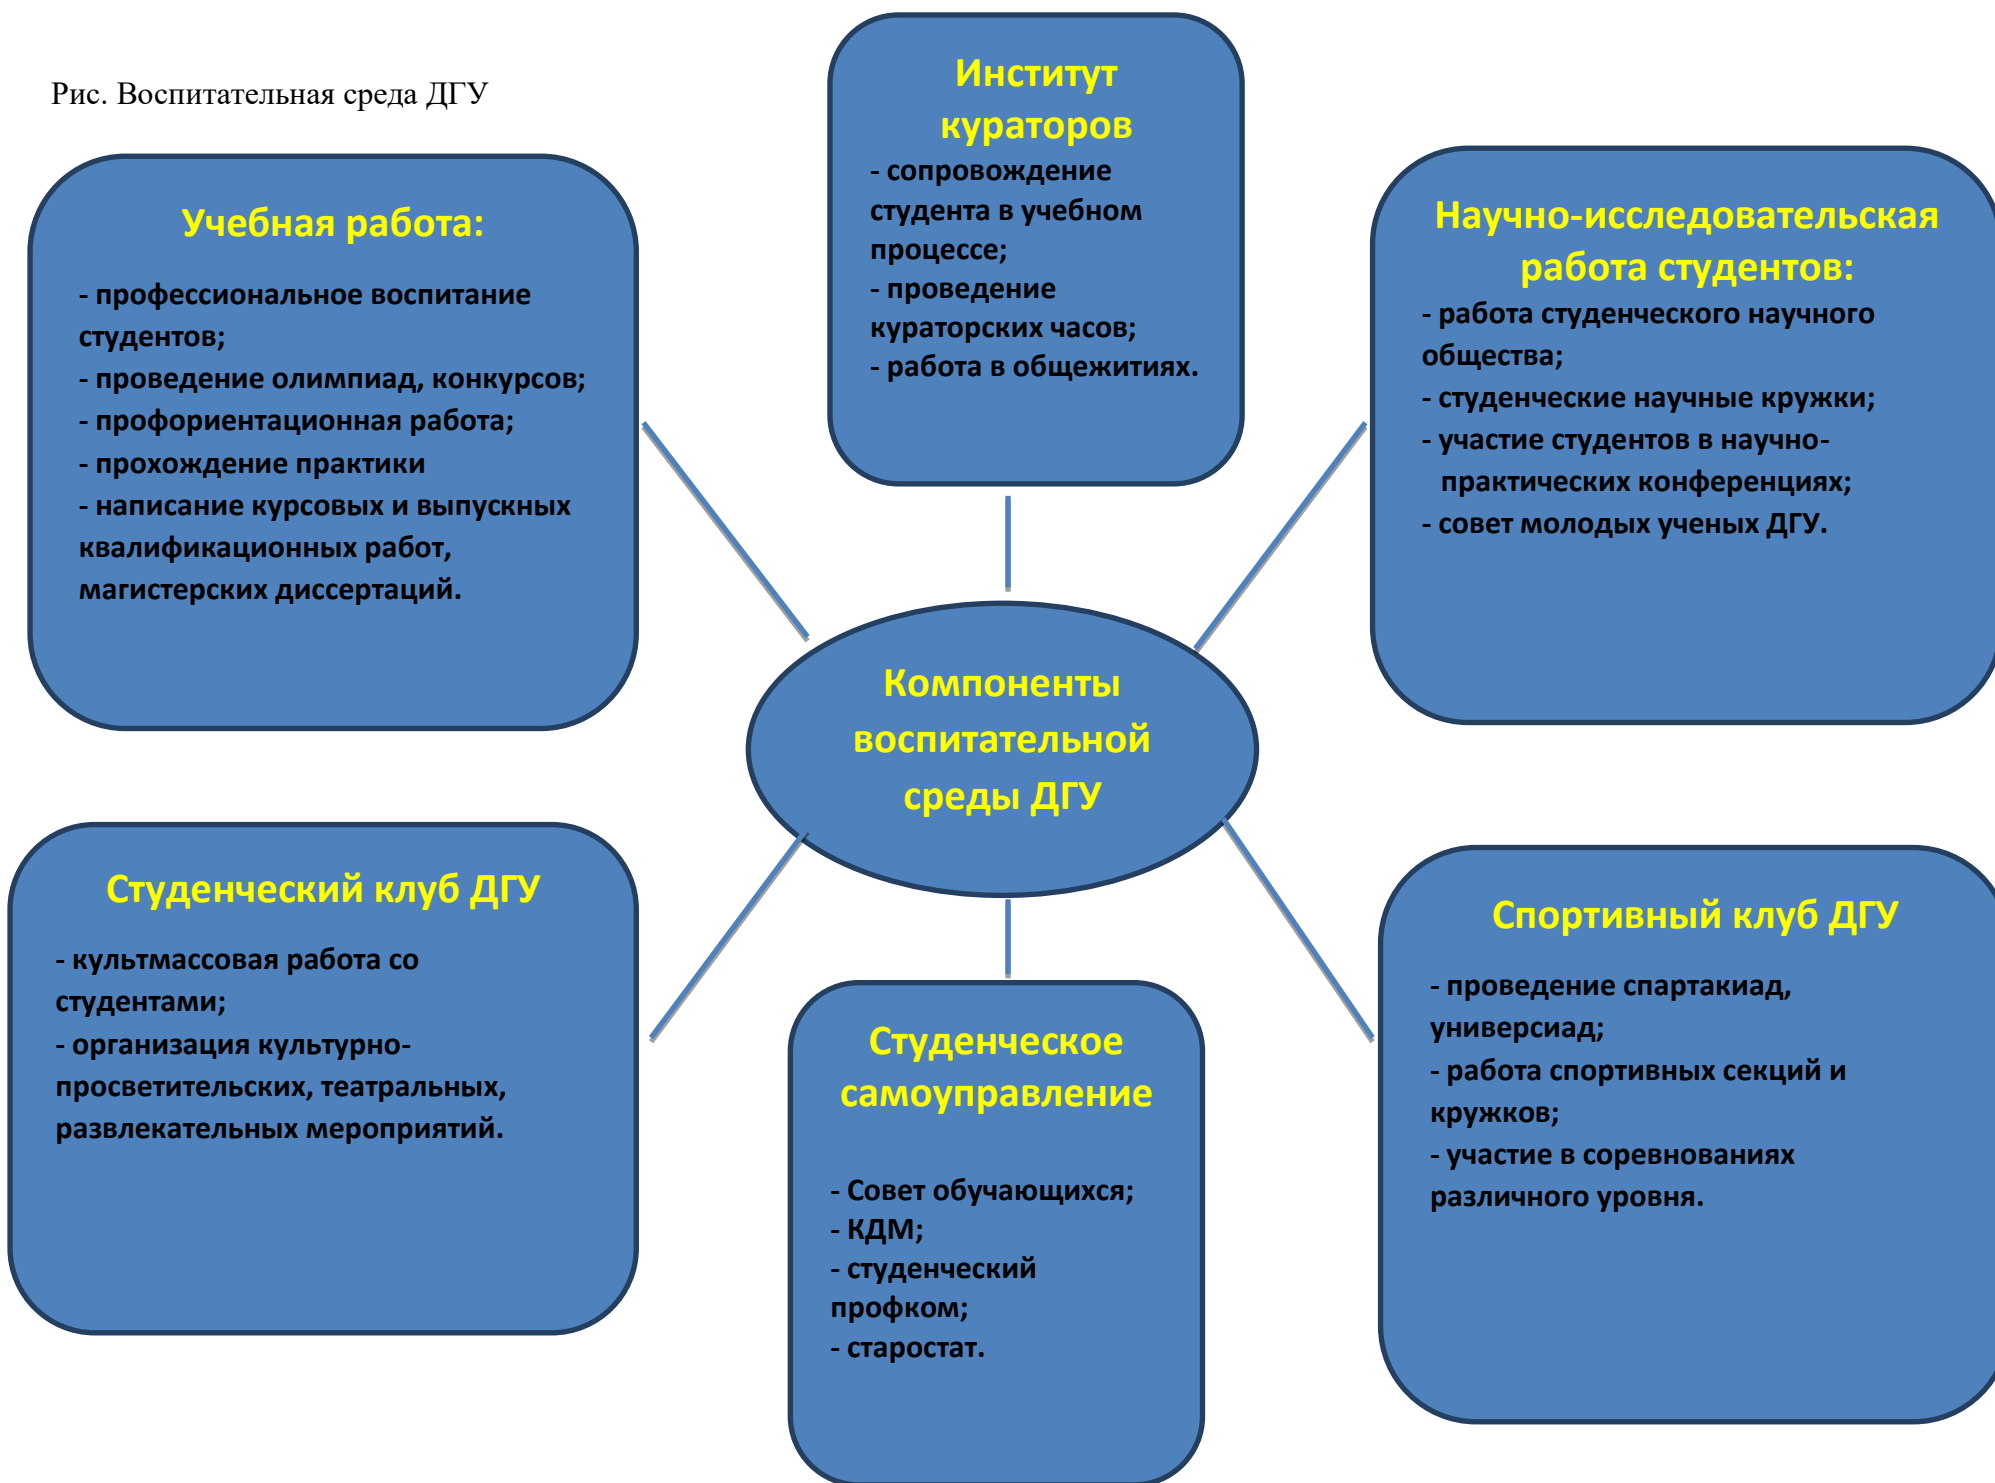 Рис. Воспитательная среда ДГУ
Институт
кураторов
- сопровождение
студента в учебном
процессе;
- проведение
кураторских часов;
- работа в общежитиях.
Учебная работа:
- профессиональное воспитание
студентов;
- проведение олимпиад, конкурсов;
- профориентационная работа;
- прохождение практики
- написание курсовых и выпускных
квалификационных работ,
магистерских диссертаций.
Научно-исследовательская
работа студентов:
- работа студенческого научного
общества;
- студенческие научные кружки;
- участие студентов в научно-
практических конференциях;
- совет молодых ученых ДГУ.
Компоненты
воспитательной
среды ДГУ
Студенческий клуб ДГУ
- культмассовая работа со
студентами;
- организация культурно-
просветительских, театральных,
развлекательных мероприятий.
Студенческое
самоуправление
- Совет обучающихся;
- КДМ;
- студенческий
профком;
- старостат.
Спортивный клуб ДГУ
- проведение спартакиад,
универсиад;
- работа спортивных секций и
кружков;
- участие в соревнованиях
различного уровня.